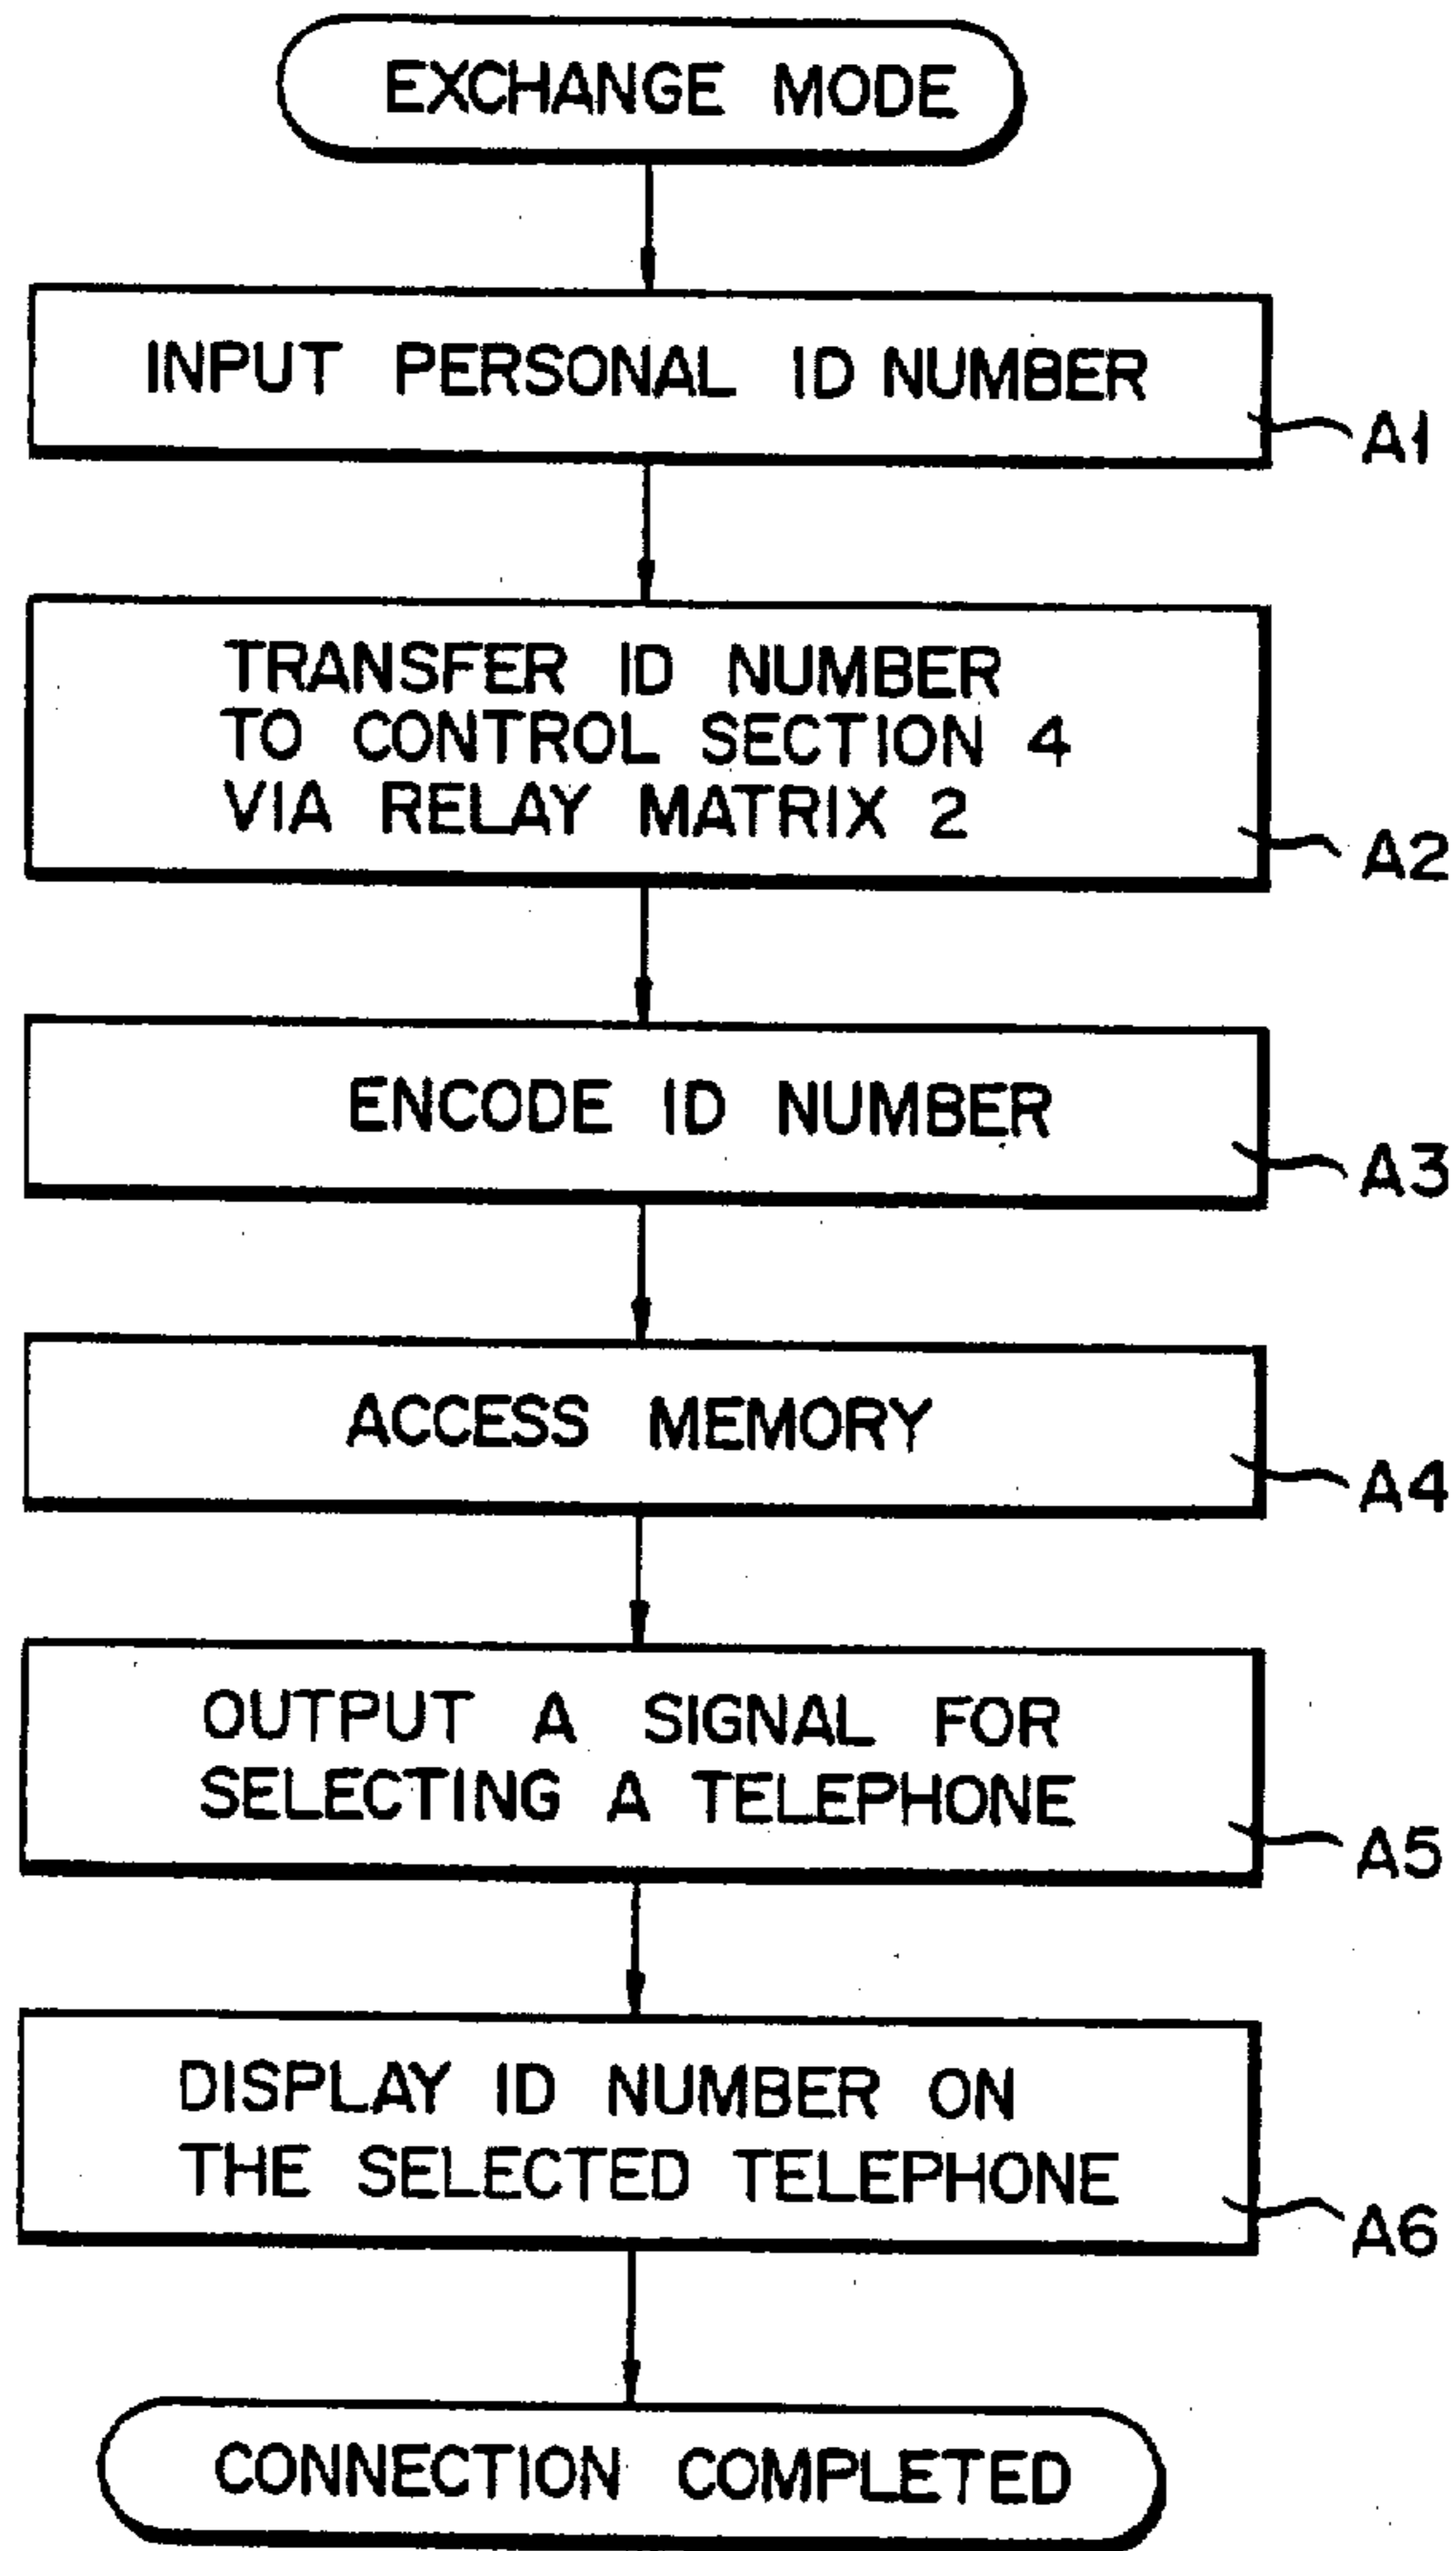 EXCHANGE MODE
INPUT PERSONAL ID NUMBER
A1
TRANSFER ID NUMBER
TO CONTROL SECTION 4
VIA RELAY MATRIX 2
A2
ENCODE ID NUMBER
A3
ACCESS MEMORY
A4
OUTPUT A SIGNAL FOR
SELECTING A TELEPHONE
A5
DISPLAY ID NUMBER ON
THE SELECTED TELEPHONE
A6
CONNECTION COMPLETED